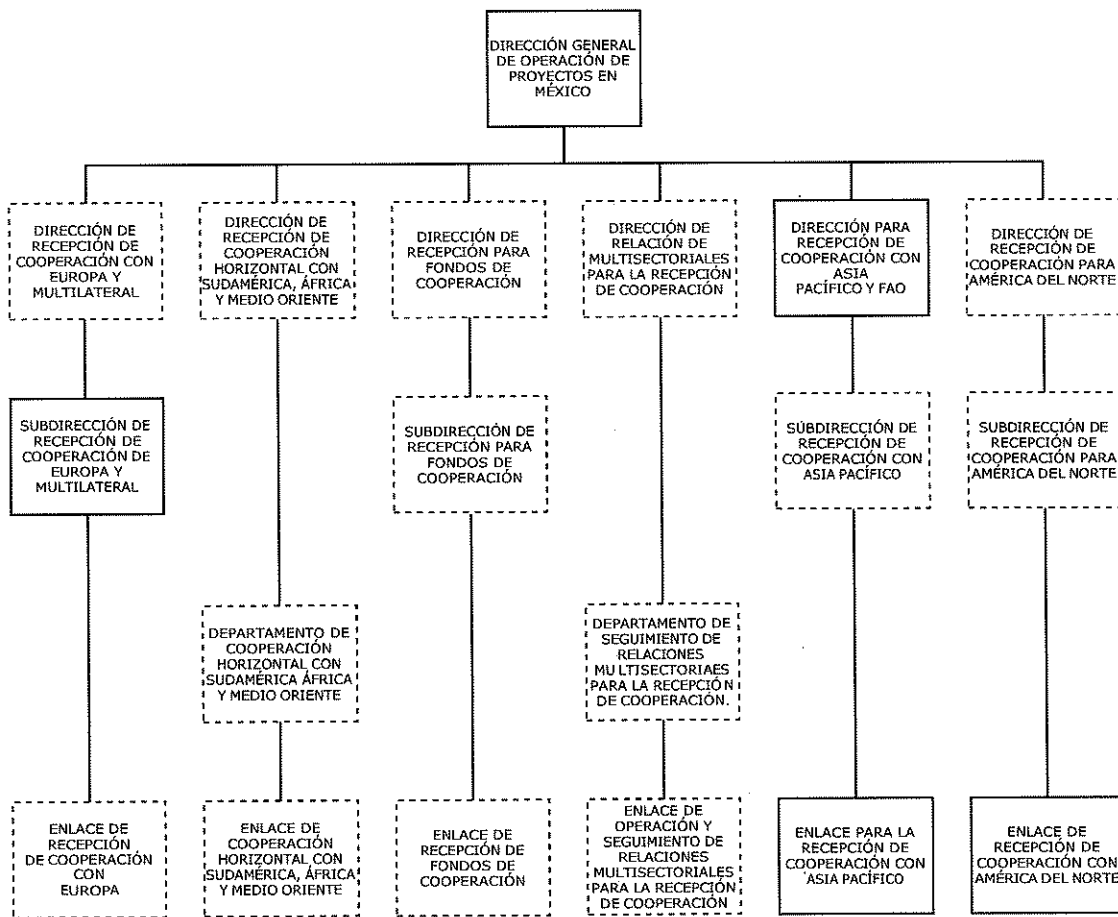 DIRECCIÓN GENERAL
DE OPERACIÓN DE
PROYECTOS EN
MÉXICO
DIRECCIÓN DE
RECEPCIÓN DE
COOPERACIÓN CON
EUROPA Y
MULTILATERAL
DIRECCIÓN DE
RECEPCIÓN DE
COOPERACIÓN
HORIZONTAL CON
SUDAMÉRICA, ÁFRICA
Y MEDIO ORIENTE
DIRECCIÓN DE
RECEPCIÓN PARA
FONDOS DE
COOPERACIÓN
DIRECCIÓN DE
RELACIÓN DE
MULTISECTORIALES
PARA LA RECEPCIÓN
DE COOPERACIÓN
DIRECCIÓN PARA
RECEPCIÓN DE
COOPERACIÓN CON
ASIA
PACÍFICO Y FAO
DIRECCIÓN DE
RECEPCIÓN DE
COOPERACIÓN PARA
AMÉRICA DEL NORTE
SUBDIRECCIÓN DE
RECEPCIÓN DE
COOPERACIÓN DE
EUROPA Y
MULTILATERAL
SUBDIRECCIÓN DE
RECEPCIÓN PARA
FONDOS DE
COOPERACIÓN
SUBDIRECCIÓN DE
RECEPCIÓN DE
COOPERACIÓN CON
ASIA PACÍFICO
SUBDIRECCIÓN DE
RECEPCIÓN DE
COOPERACIÓN PARA
AMÉRICA DEL NORTE
DEPARTAMENTO DE
COOPERACIÓN
HORIZONTAL CON
SUDAMÉRICA ÁFRICA
Y MEDIO ORIENTE
DEPARTAMENTO DE
SEGUIMIENTO DE
RELACIONES
MULTISECTORIAES
PARA LA RECEPCIÓN
DE COOPERACIÓN.
ENLACE DE
RECEPCIÓN
DE COOPERACIÓN
CON
EUROPA
ENLACE DE
COOPERACIÓN
HORIZONTAL CON
SUDAMÉRICA, ÁFRICA
Y MEDIO ORIENTE
ENLACE DE
RECEPCIÓN DE
FONDOS DE
COOPERACIÓN
ENLACE DE
OPERACIÓN Y
SEGUIMIENTO DE
RELACIONES
MULTISECTORIALES
PARA LA RECEPCIÓN
DE COOPERACIÓN
ENLACE PARA LA
RECEPCIÓN DE
COOPERACIÓN CON
ASIA PACÍFICO
ENLACE DE
RECEPCIÓN DE
COOPERACIÓN CON
AMÉRICA DEL NORTE